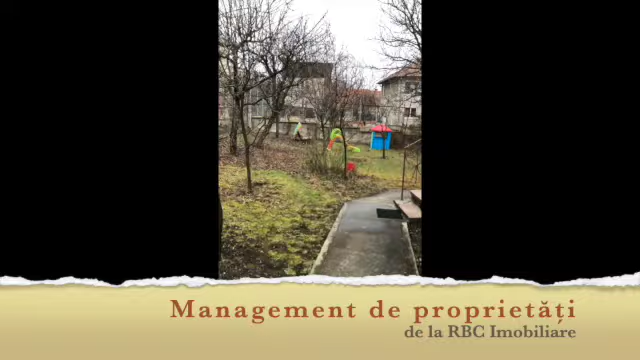 Management de proprietăți
de la RBC Imobiliare